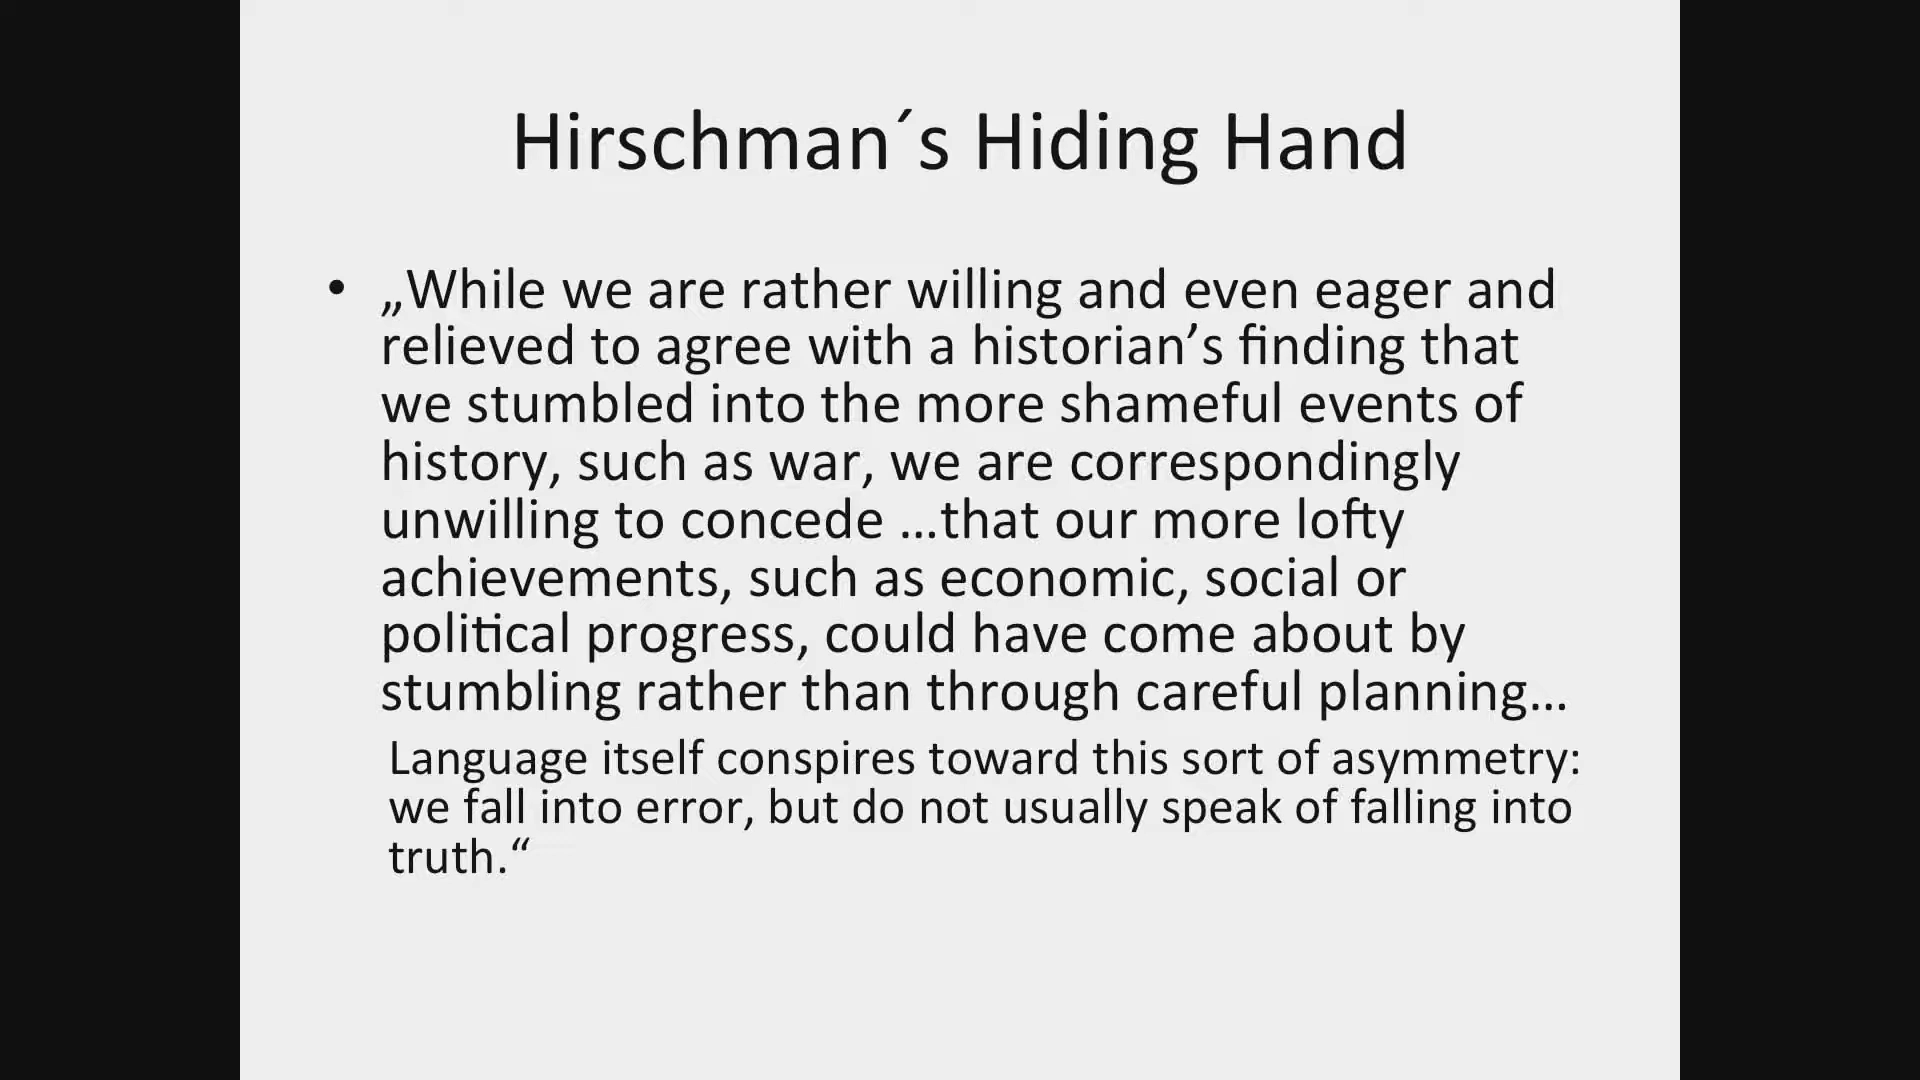 Hirschman´s Hiding Hand
• „While we are rather willing and even eager and
relieved to agree with a historian’s finding that
we stumbled into the more shameful events of
history, such as war, we are correspondingly
unwilling to concede …that our more lofty
achievements, such as economic, social or
political progress, could have come about by
stumbling rather than through careful planning…
Language itself conspires toward this sort of asymmetry:
we fall into error, but do not usually speak of falling into
truth.“